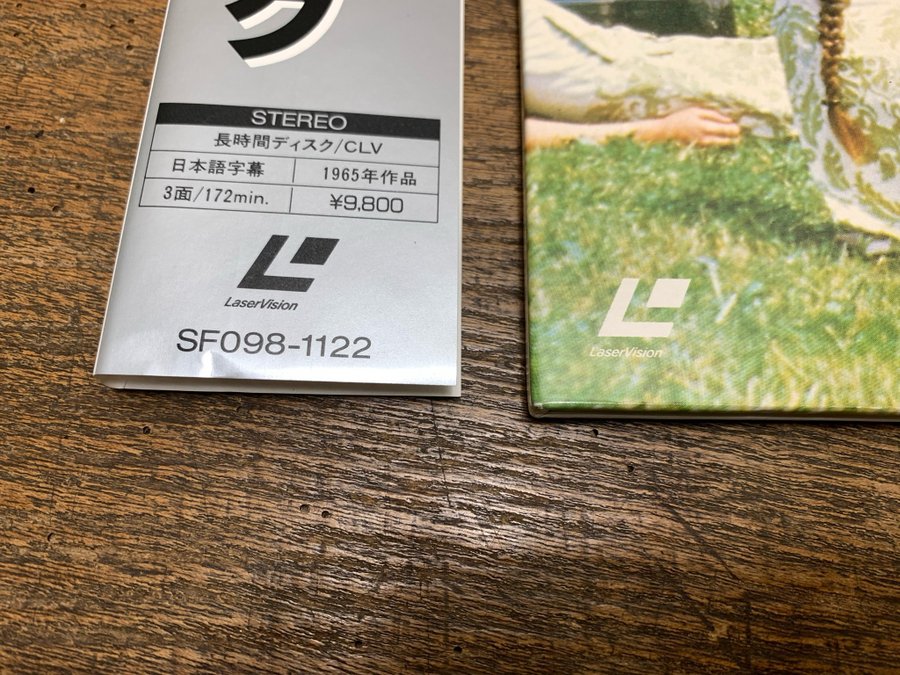 STEREO
長時間ディスク/CLV
日本語字幕 1965年作品
3面/172min. ¥9,800
LaserVision
SF098-1122
LaserVision